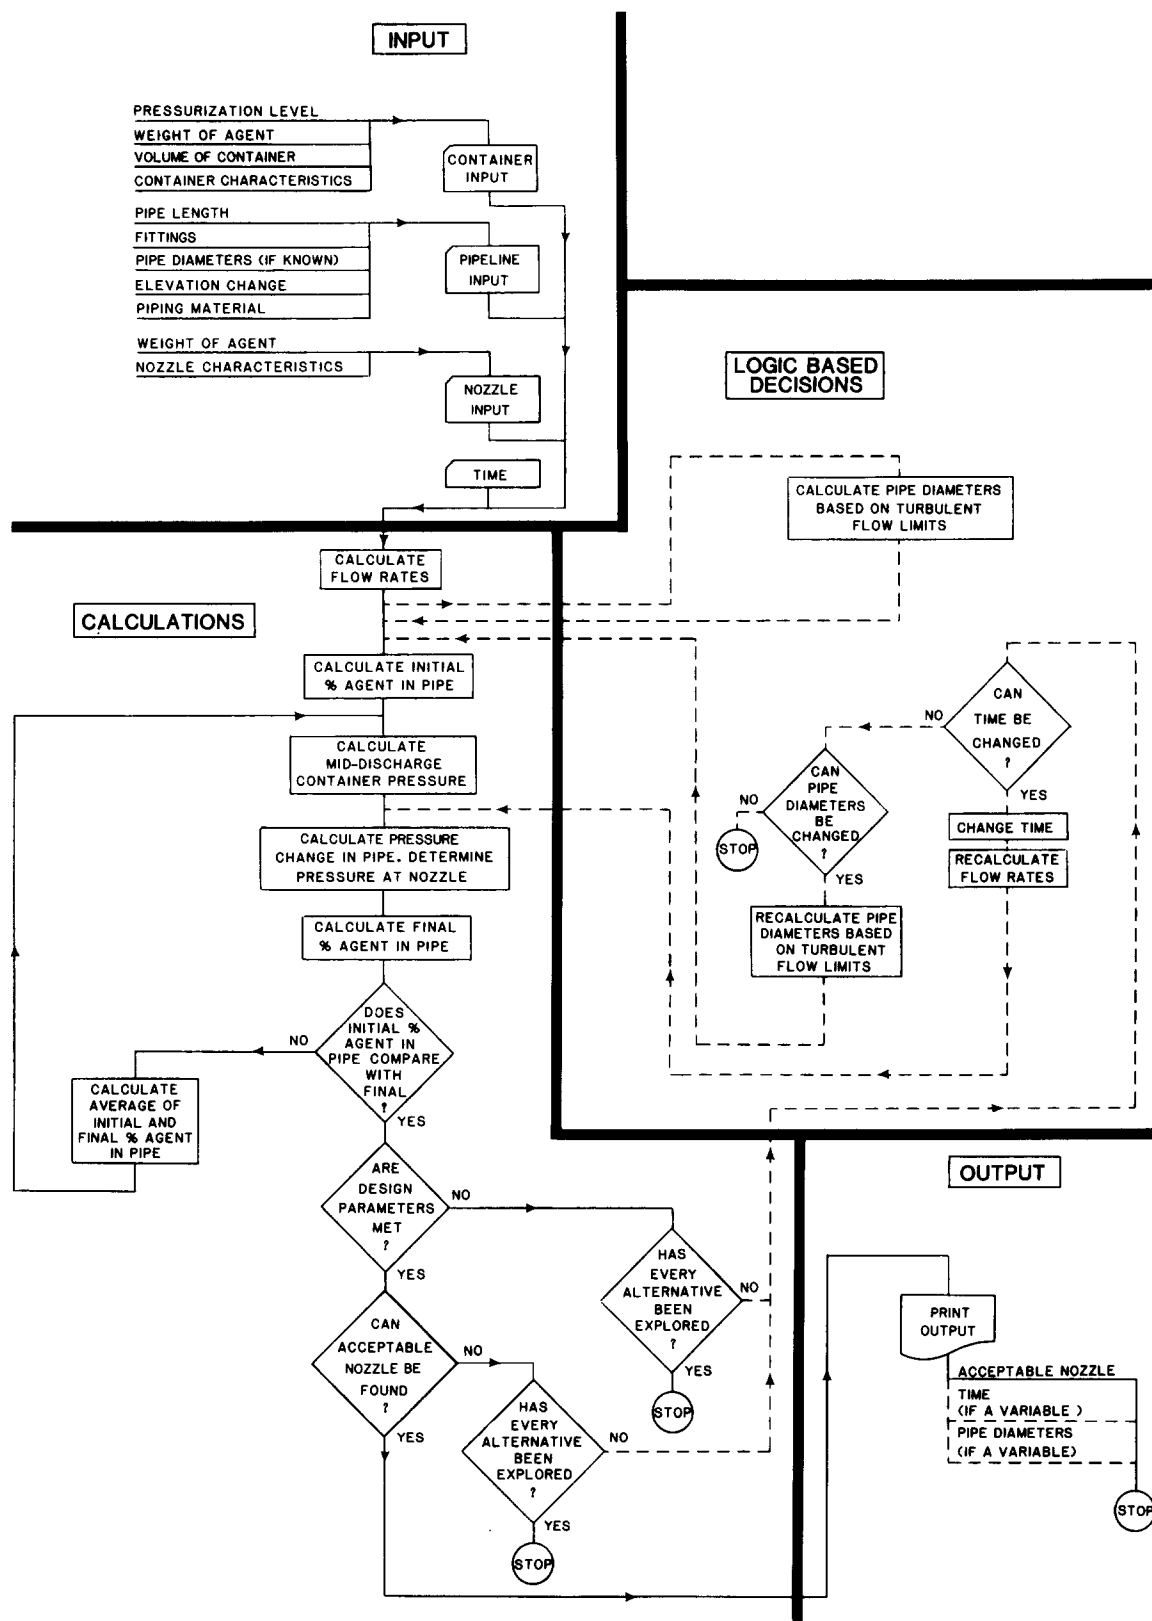 INPUT
PRESSURIZATION LEVEL
WEIGHT OF AGENT
VOLUME OF CONTAINER
CONTAINER CHARACTERISTICS
CONTAINER
INPUT
PIPE LENGTH
FITTINGS
PIPE DIAMETERS (IF KNOWN)
ELEVATION CHANGE
PIPING MATERIAL
PIPELINE
INPUT
WEIGHT OF AGENT
NOZZLE CHARACTERISTICS
NOZZLE
INPUT
TIME
LOGIC BASED
DECISIONS
CALCULATE PIPE DIAMETERS
BASED ON TURBULENT
FLOW LIMITS
CALCULATE
FLOW RATES
CALCULATIONS
CALCULATE INITIAL
% AGENT IN PIPE
CALCULATE
MID-DISCHARGE
CONTAINER PRESSURE
CALCULATE PRESSURE
CHANGE IN PIPE. DETERMINE
PRESSURE AT NOZZLE
CALCULATE FINAL
% AGENT IN PIPE
DOES
INITIAL %
AGENT IN
PIPE COMPARE
WITH
FINAL
?
NO
YES
CALCULATE
AVERAGE OF
INITIAL AND
FINAL % AGENT
IN PIPE
CAN
TIME BE
CHANGED
?
NO
YES
CHANGE TIME
RECALCULATE
FLOW RATES
CAN
PIPE
DIAMETERS
BE
CHANGED
?
NO
STOP
YES
RECALCULATE PIPE
DIAMETERS BASED
ON TURBULENT
FLOW LIMITS
ARE
DESIGN
PARAMETERS
MET
?
NO
YES
HAS
EVERY
ALTERNATIVE
BEEN
EXPLORED
?
NO
YES
STOP
CAN
ACCEPTABLE
NOZZLE BE
FOUND
?
NO
YES
HAS
EVERY
ALTERNATIVE
BEEN
EXPLORED
?
NO
YES
STOP
OUTPUT
PRINT
OUTPUT
ACCEPTABLE NOZZLE
TIME
(IF A VARIABLE )
PIPE DIAMETERS
(IF A VARIABLE)
STOP